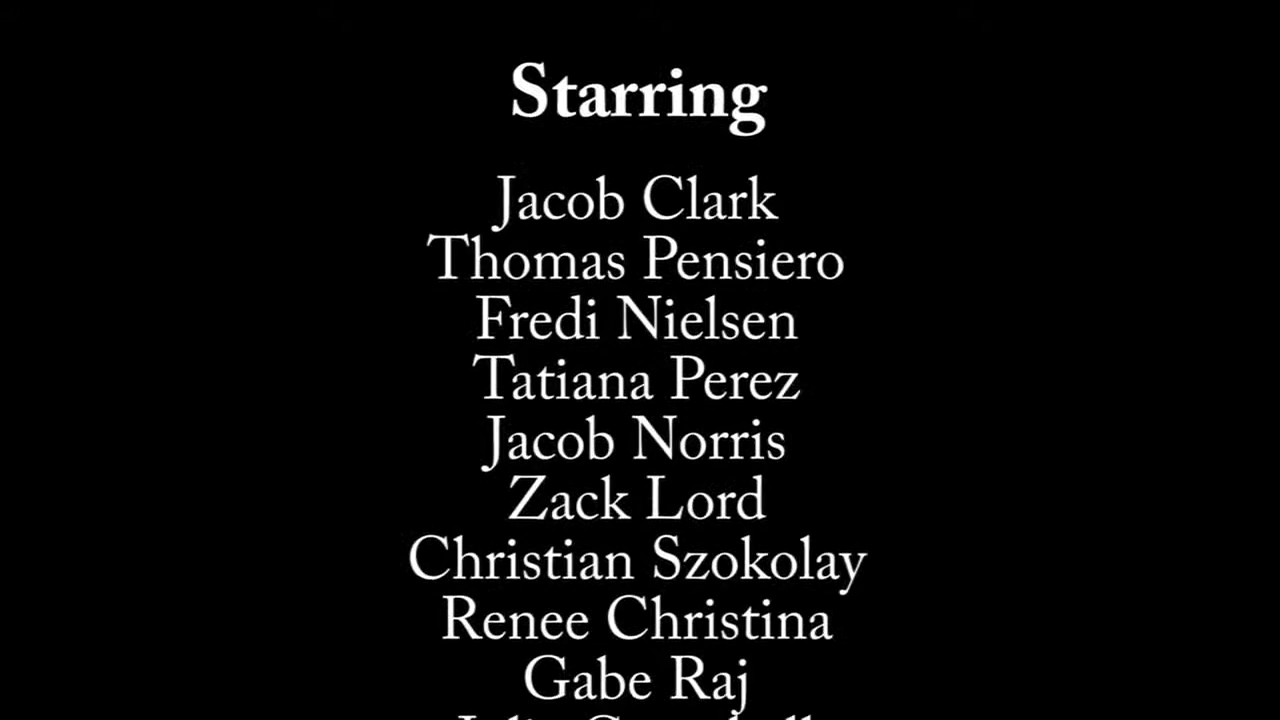 Starring
Jacob Clark
Thomas Pensiero
Fredi Nielsen
Tatiana Perez
Jacob Norris
Zack Lord
Christian Szokolay
Renee Christina
Gabe Raj